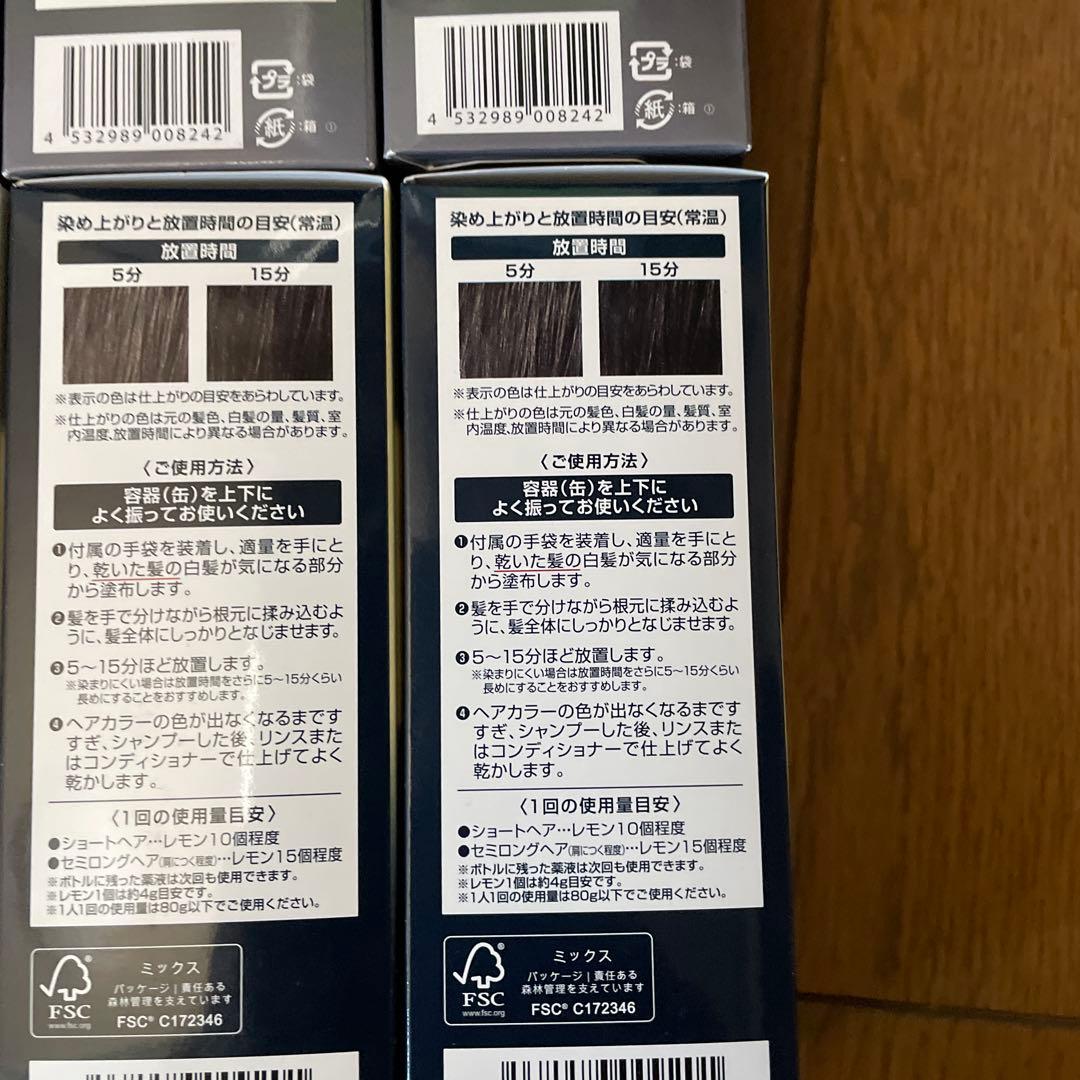 プラ:袋
紙:箱 ①
4 532989 008242
プラ:袋
紙:箱 ①
4 532989 008242
染め上がりと放置時間の目安(常温)
放置時間
5分 15分
※表示の色は仕上がりの目安をあらわしています。
※仕上がりの色は元の髪色、白髪の量、髪質、室
内温度、放置時間により異なる場合があります。
〈ご使用方法〉
容器(缶)を上下に
よく振ってお使いください
❶付属の手袋を装着し、適量を手にと
り、乾いた髪の白髪が気になる部分
から塗布します。
❷髪を手で分けながら根元に揉み込むよ
うに、髪全体にしっかりとなじませます。
❸5〜15分ほど放置します。
※染まりにくい場合は放置時間をさらに5〜15分くらい
長めにすることをおすすめします。
❹ヘアカラーの色が出なくなるまです
すぎ、シャンプーした後、リンスまた
はコンディショナーで仕上げてよく
乾かします。
〈1回の使用量目安〉
●ショートヘア…レモン10個程度
●セミロングヘア(肩につく程度)…レモン15個程度
※ボトルに残った薬液は次回も使用できます。
※レモン1個は約4g目安です。
※1人1回の使用量は80g以下でご使用ください。
FSC
www.fsc.org
ミックス
パッケージ|責任ある
森林管理を支えています
FSC® C172346
染め上がりと放置時間の目安(常温)
放置時間
5分 15分
※表示の色は仕上がりの目安をあらわしています。
※仕上がりの色は元の髪色、白髪の量、髪質、室
内温度、放置時間により異なる場合があります。
〈ご使用方法〉
容器(缶)を上下に
よく振ってお使いください
❶付属の手袋を装着し、適量を手にと
り、乾いた髪の白髪が気になる部分
から塗布します。
❷髪を手で分けながら根元に揉み込むよ
うに、髪全体にしっかりとなじませます。
❸5〜15分ほど放置します。
※染まりにくい場合は放置時間をさらに5〜15分くらい
長めにすることをおすすめします。
❹ヘアカラーの色が出なくなるまです
すぎ、シャンプーした後、リンスまた
はコンディショナーで仕上げてよく
乾かします。
〈1回の使用量目安〉
●ショートヘア…レモン10個程度
●セミロングヘア(肩につく程度)…レモン15個程度
※ボトルに残った薬液は次回も使用できます。
※レモン1個は約4g目安です。
※1人1回の使用量は80g以下でご使用ください。
FSC
www.fsc.org
ミックス
パッケージ|責任ある
森林管理を支えています
FSC® C172346